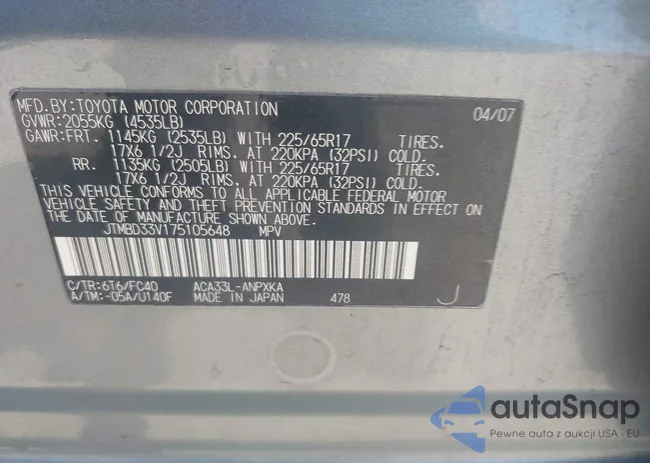 MFD.BY:TOYOTA MOTOR CORPORATION 04/07
GVWR:2055KG (4535LB)
GAWR:FRT. 1145KG (2535LB) WITH 225/65R17 TIRES.
17X6 1/2J RIMS. AT 220KPA (32PSI) COLD.
RR. 1135KG (2505LB) WITH 225/65R17 TIRES.
17X6 1/2J RIMS. AT 220KPA (32PSI) COLD.
THIS VEHICLE CONFORMS TO ALL APPLICABLE FEDERAL MOTOR
VEHICLE SAFETY AND THEFT PREVENTION STANDARDS IN EFFECT
ON THE DATE OF MANUFACTURE SHOWN ABOVE.
JTMBD33V175105648 MPV
C/TR:6T6/FC40 ACA33L-ANPXKA
A/TM:-05A/U140F MADE IN JAPAN 478 J
autaSnap
Pewne auta z aukcji USA i EU